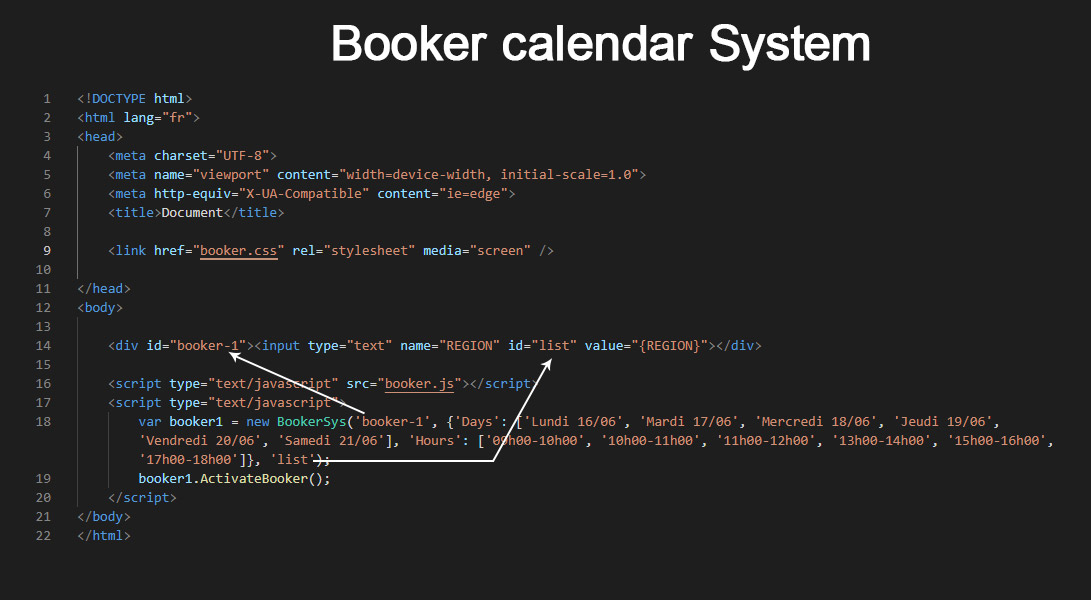 Booker calendar System
1 <!DOCTYPE html>
2 <html lang="fr">
3 <head>
4 <meta charset="UTF-8">
5 <meta name="viewport" content="width=device-width, initial-scale=1.0">
6 <meta http-equiv="X-UA-Compatible" content="ie=edge">
7 <title>Document</title>
8
9 <link href="booker.css" rel="stylesheet" media="screen" />
10
11 </head>
12 <body>
13
14 <div id="booker-1"><input type="text" name="REGION" id="list" value="{REGION}"></div>
15
16 <script type="text/javascript" src="booker.js"></script>
17 <script type="text/javascript">
18 var booker1 = new BookerSys('booker-1', {'Days': ['Lundi 16/06', 'Mardi 17/06', 'Mercredi 18/06', 'Jeudi 19/06',
'Vendredi 20/06', 'Samedi 21/06'], 'Hours': ['09h00-10h00', '10h00-11h00', '11h00-12h00', '13h00-14h00', '15h00-16h00',
'17h00-18h00']}, 'list');
19 booker1.ActivateBooker();
20 </script>
21 </body>
22 </html>